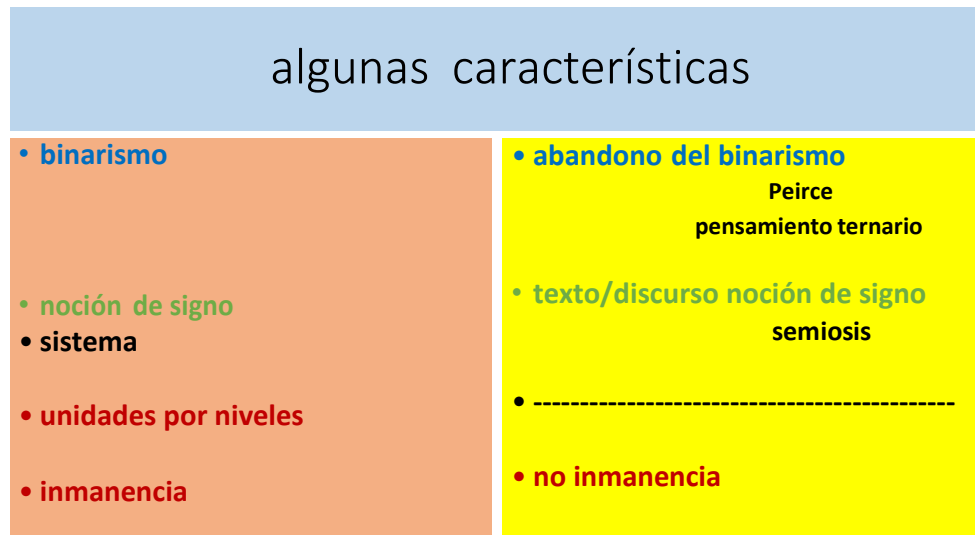 algunas características
• binarismo
• noción de signo
• sistema
• unidades por niveles
• inmanencia
• abandono del binarismo
Peirce
pensamiento ternario
• texto/discurso noción de signo
semiosis
• ---------------------------------------------
• no inmanencia